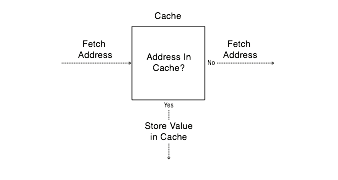 Cache
Fetch
Address
Address In
Cache?
Fetch
Address
No
Yes
Store Value
in Cache